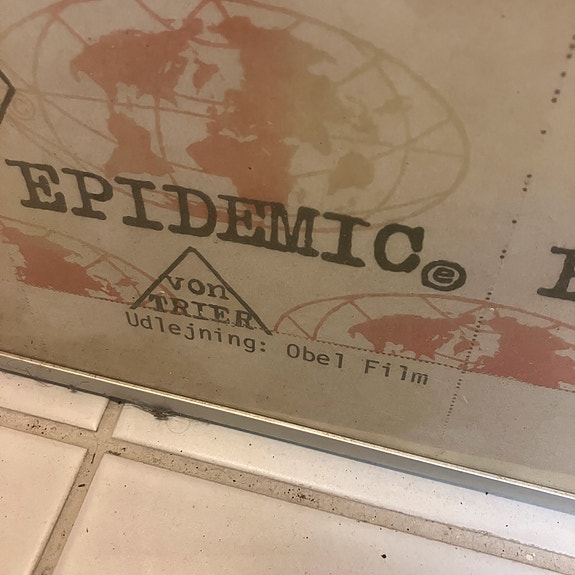 EPIDEMIC ⓔ
von
TRIER
Udlejning: Obel Film